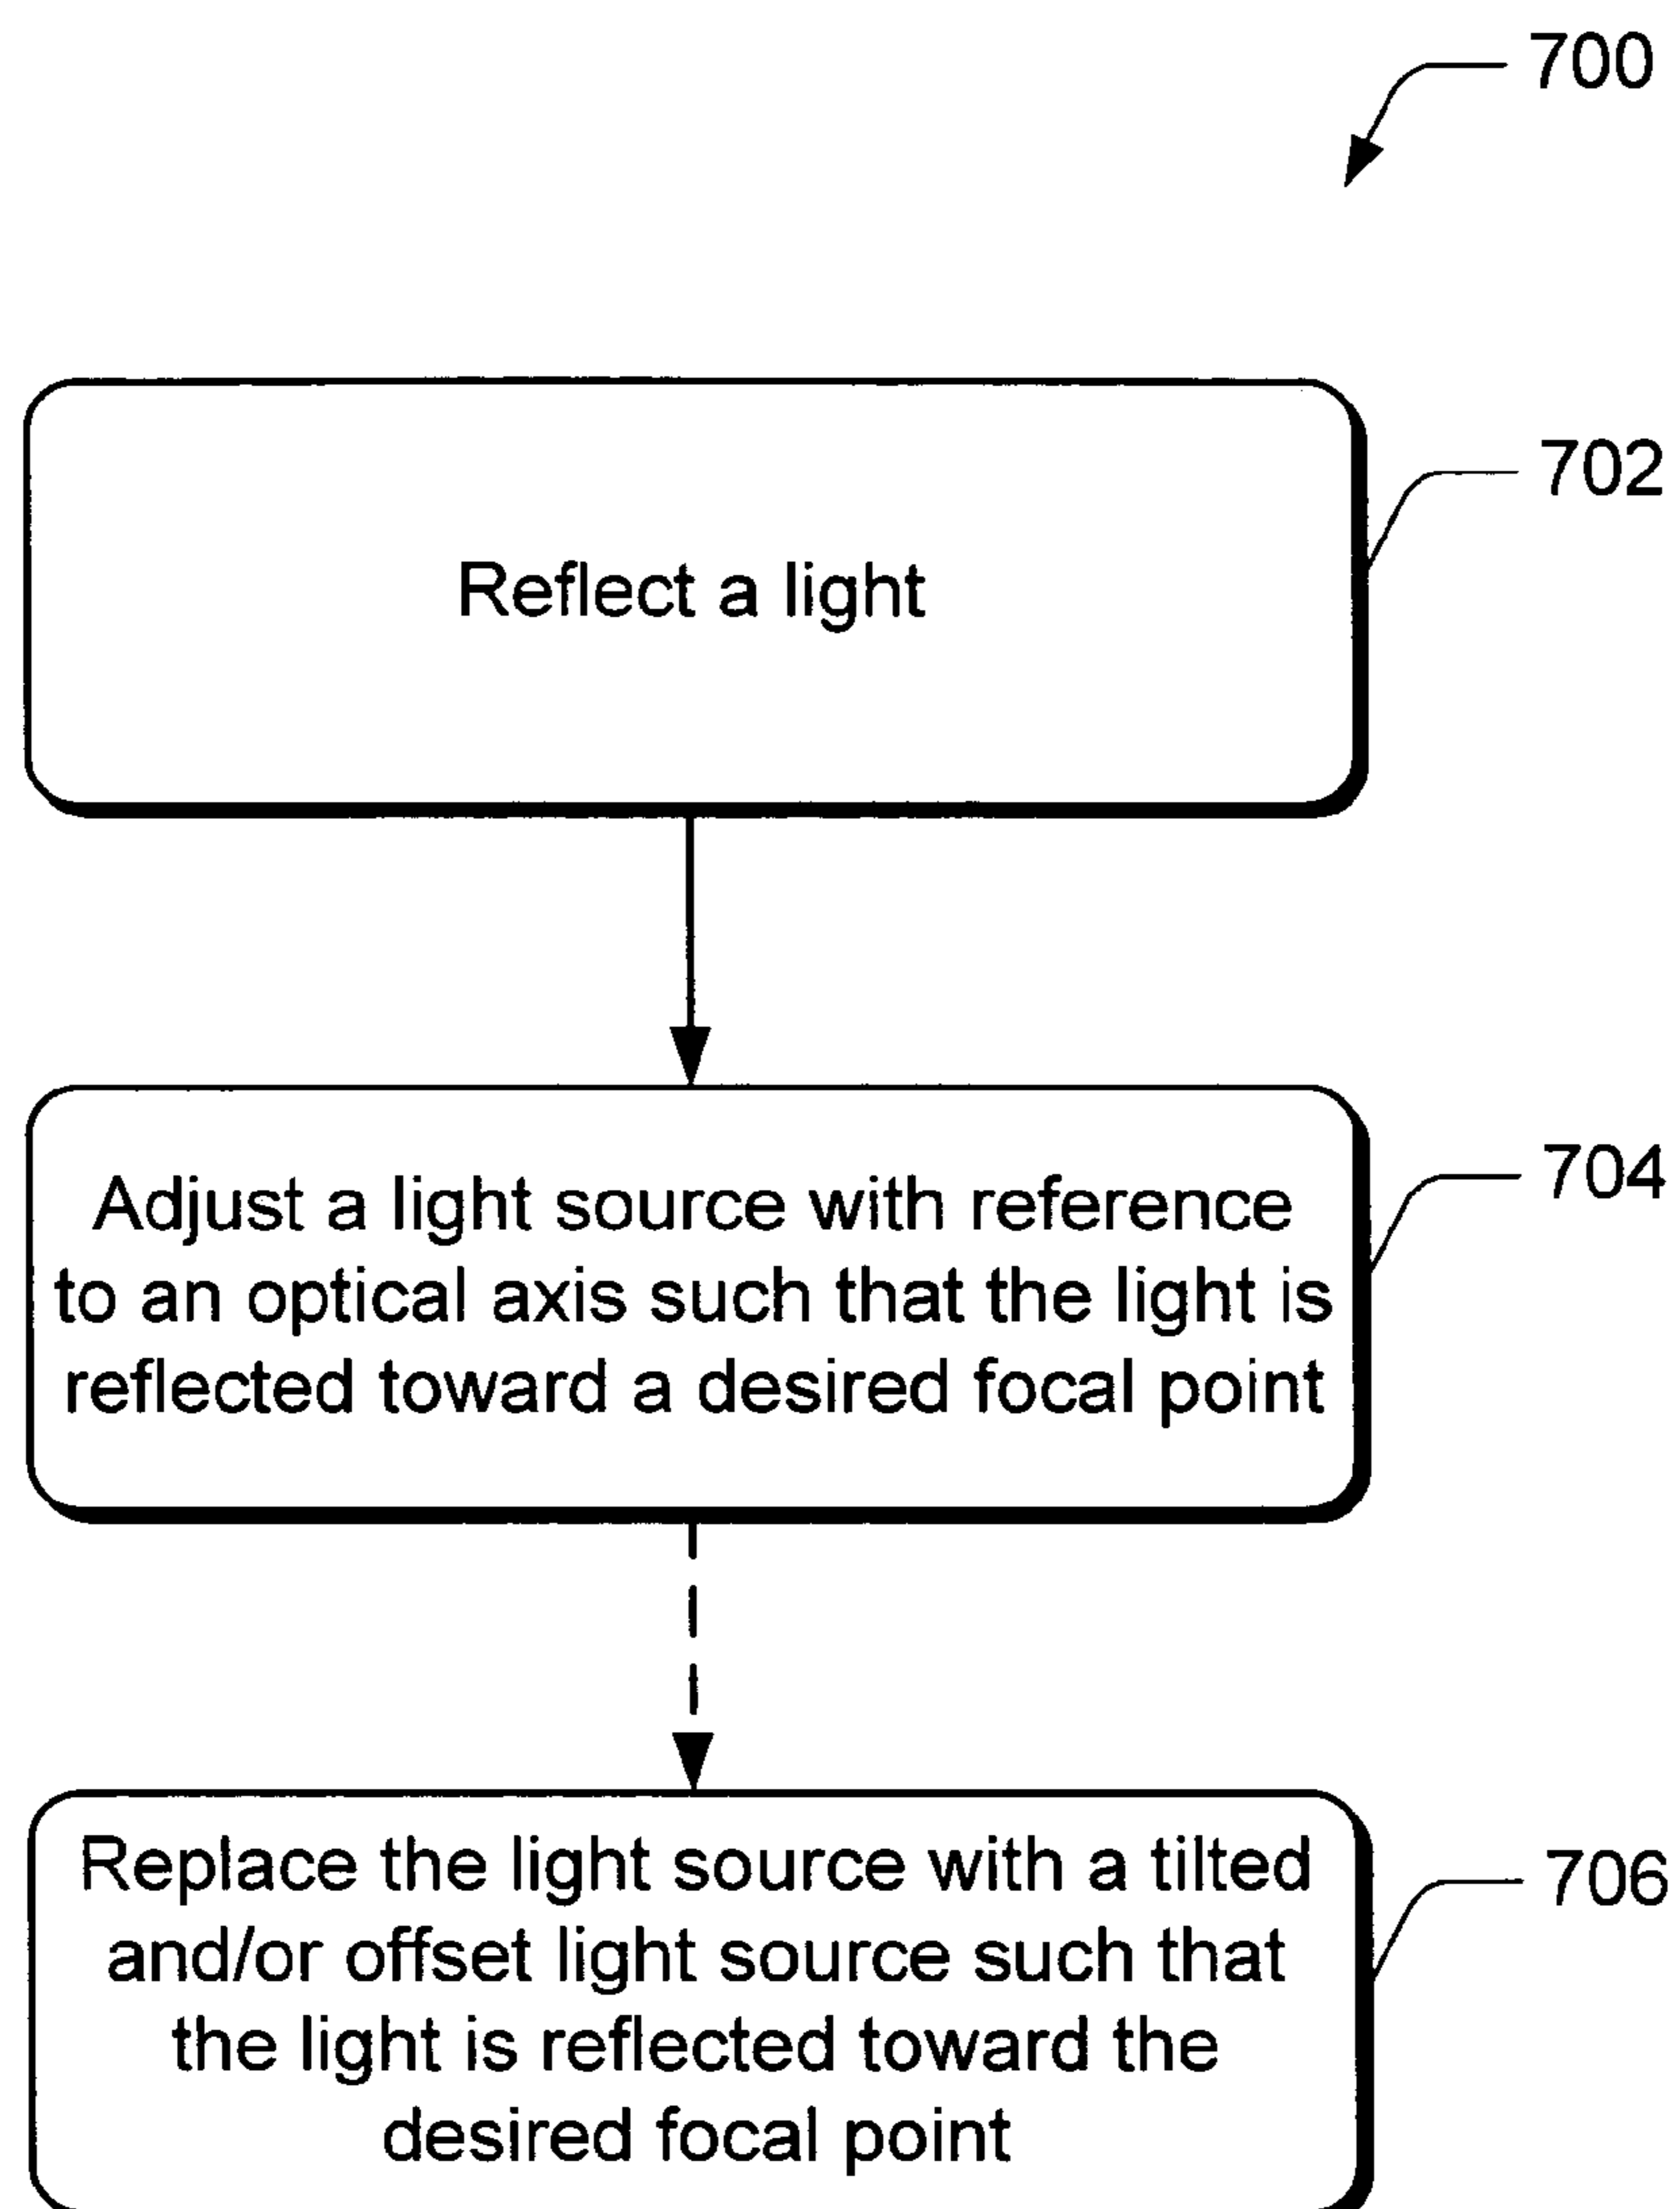 700
702
Reflect a light
704
Adjust a light source with reference
to an optical axis such that the light is
reflected toward a desired focal point
706
Replace the light source with a tilted
and/or offset light source such that
the light is reflected toward the
desired focal point